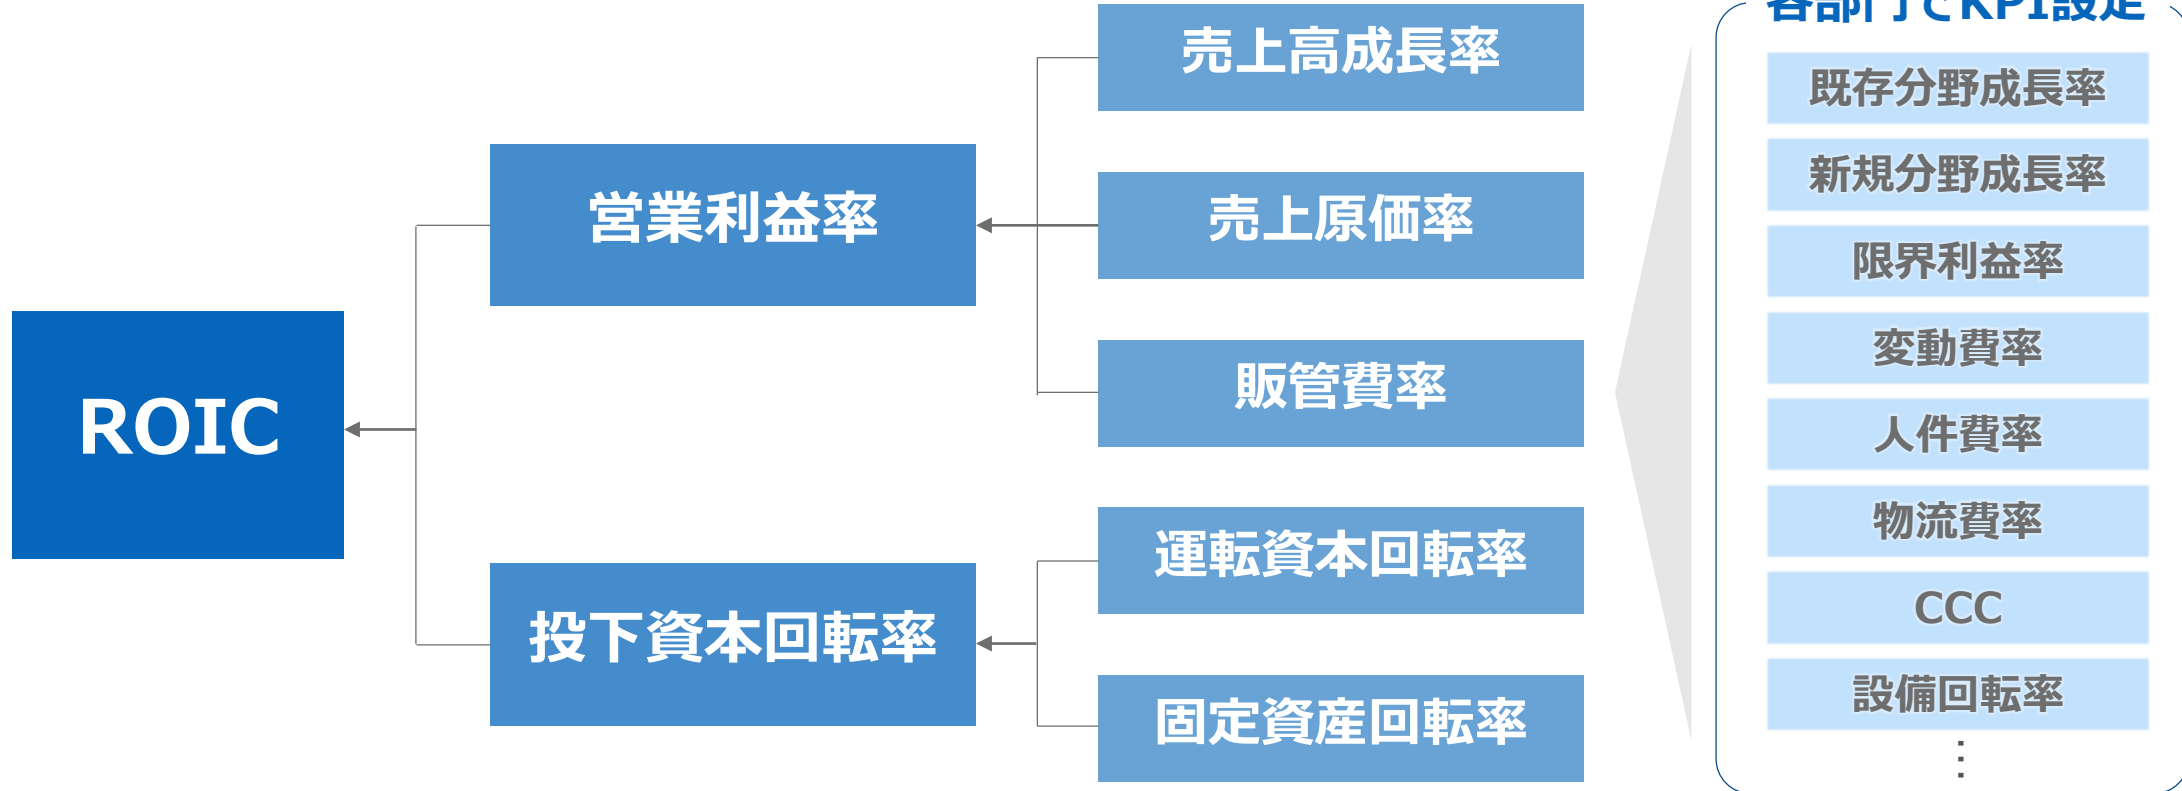 ROIC
営業利益率
投下資本回転率
売上高成長率
売上原価率
販管費率
運転資本回転率
固定資産回転率
各部門でKPI設定
既存分野成長率
新規分野成長率
限界利益率
変動費率
人件費率
物流費率
CCC
設備回転率
⋮